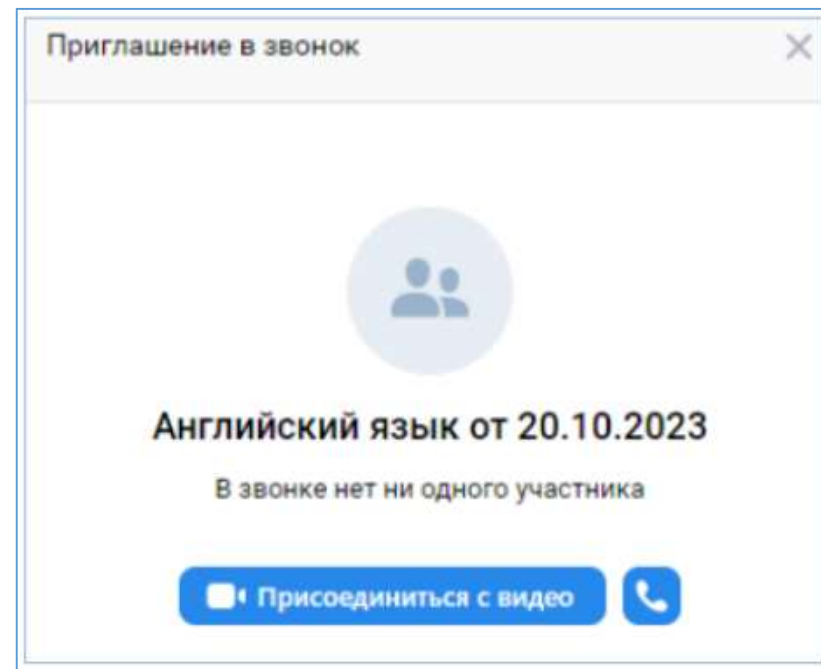 Приглашение в звонок
Английский язык от 20.10.2023
В звонке нет ни одного участника
Присоединиться с видео